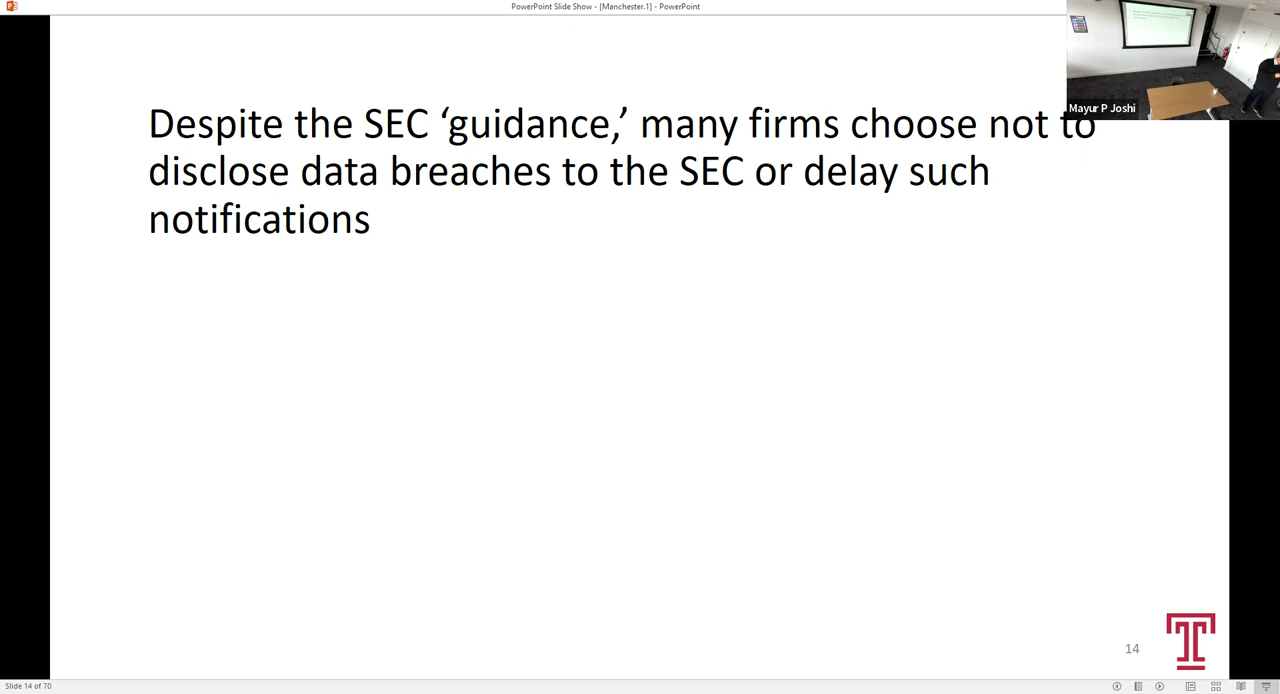 PowerPoint Slide Show - [Manchester.1] - PowerPoint
Mayur P Joshi
Despite the SEC ‘guidance,’ many firms choose not to
disclose data breaches to the SEC or delay such
notifications
14
Slide 14 of 70